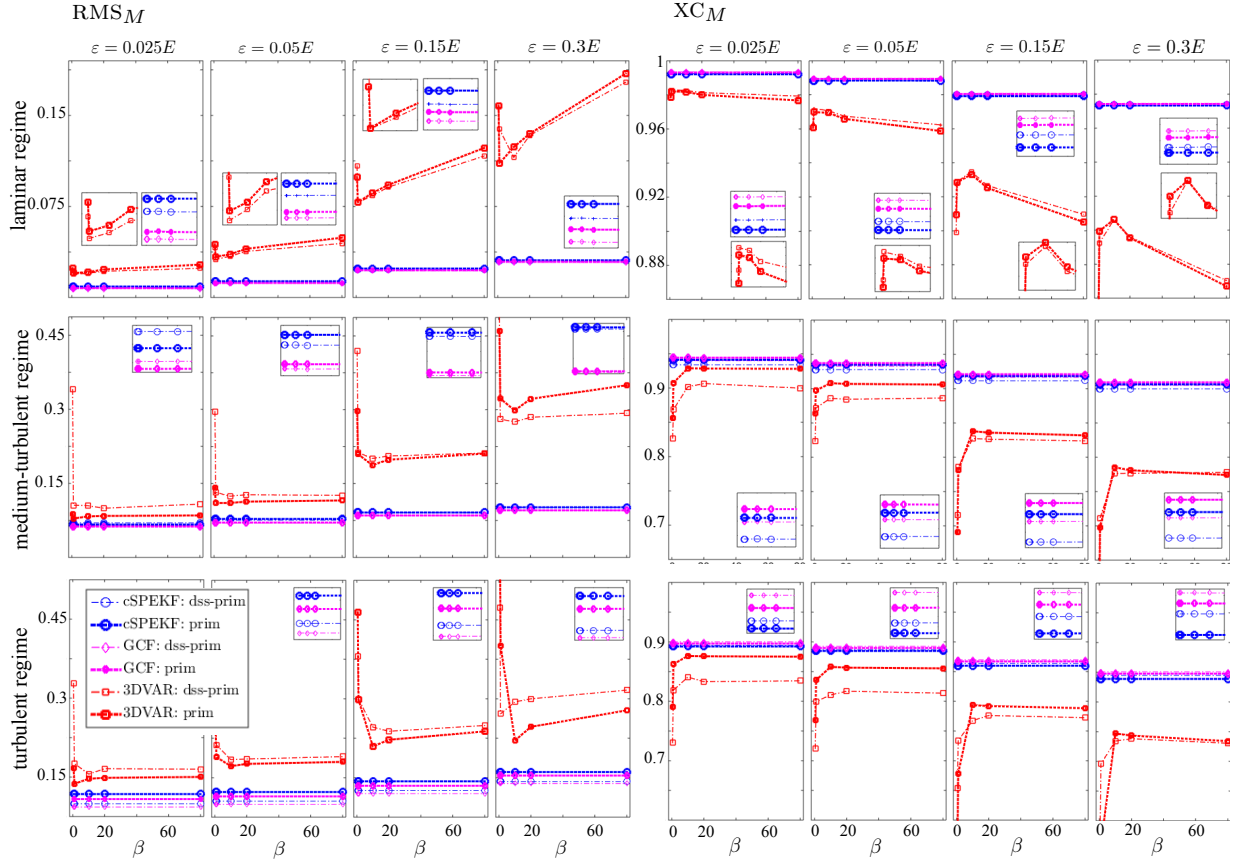 RMS_M XC_M
ε = 0.025E ε = 0.05E ε = 0.15E ε = 0.3E ε = 0.025E ε = 0.05E ε = 0.15E ε = 0.3E
laminar regime
0.15
0.075
1
0.96
0.92
0.88
medium-turbulent regime
0.45
0.3
0.15
0.9
0.8
0.7
turbulent regime
0.45
0.3
0.15
0.9
0.8
0.7
cSPEKF: dss-prim
cSPEKF: prim
GCF: dss-prim
GCF: prim
3DVAR: dss-prim
3DVAR: prim
0 20 60 0 20 60 0 20 60 0 20 60 0 20 60 0 20 60 0 20 60 0 20 60
β β β β β β β β